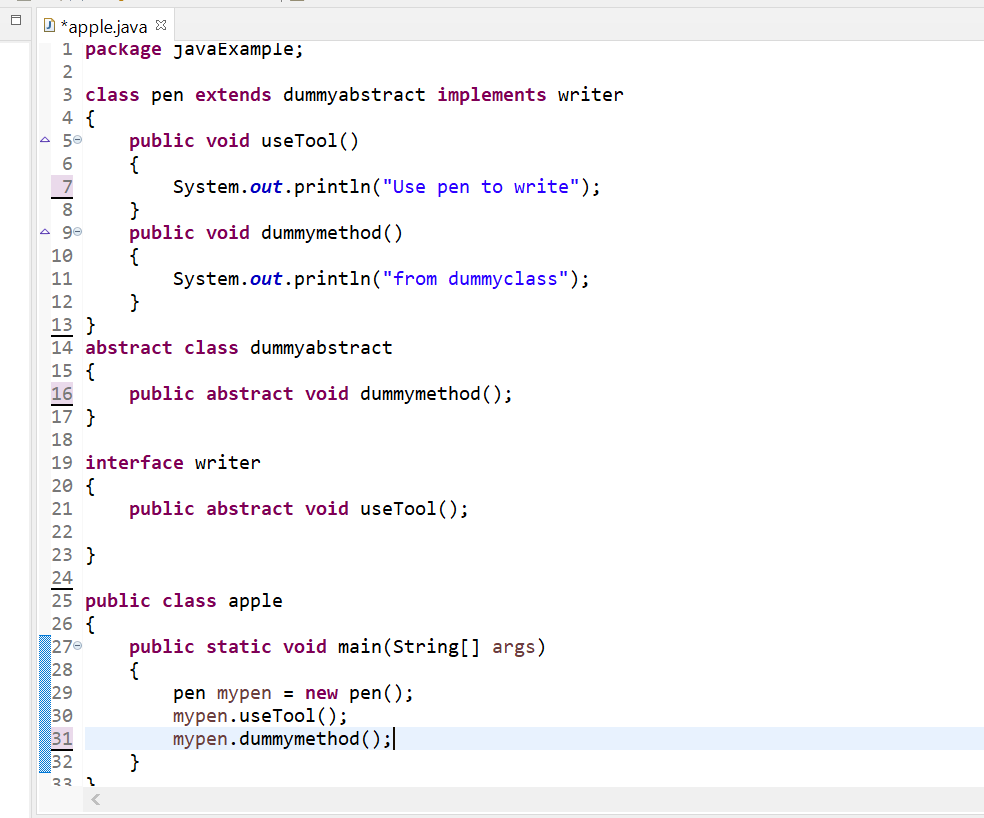 *apple.java
1 package javaExample;
2
3 class pen extends dummyabstract implements writer
4 {
5 public void useTool()
6 {
7 System.out.println("Use pen to write");
8 }
9 public void dummymethod()
10 {
11 System.out.println("from dummyclass");
12 }
13 }
14 abstract class dummyabstract
15 {
16 public abstract void dummymethod();
17 }
18
19 interface writer
20 {
21 public abstract void useTool();
22
23 }
24
25 public class apple
26 {
27 public static void main(String[] args)
28 {
29 pen mypen = new pen();
30 mypen.useTool();
31 mypen.dummymethod();
32 }
33 }